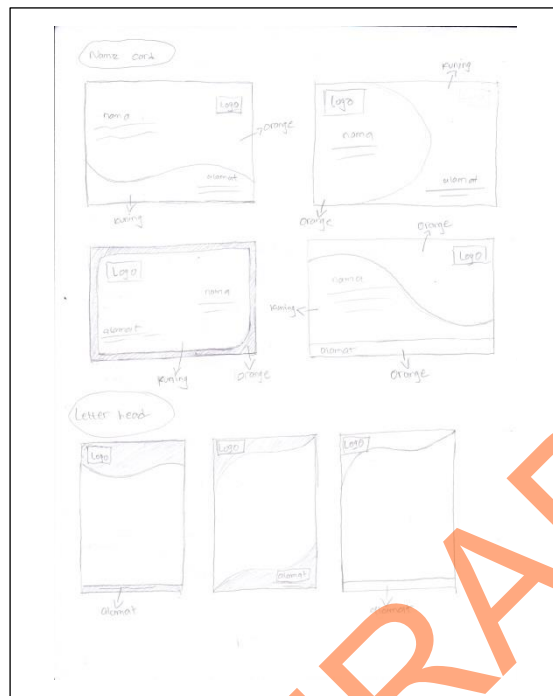 Name card
kuning
Logo
nama
orange
alamat
kuning
Logo
nama
alamat
orange
orange
Logo
nama
alamat
kuning
orange
Logo
nama
kuning
alamat
orange
Letter head
Logo
alamat
Logo
alamat
Logo
alamat